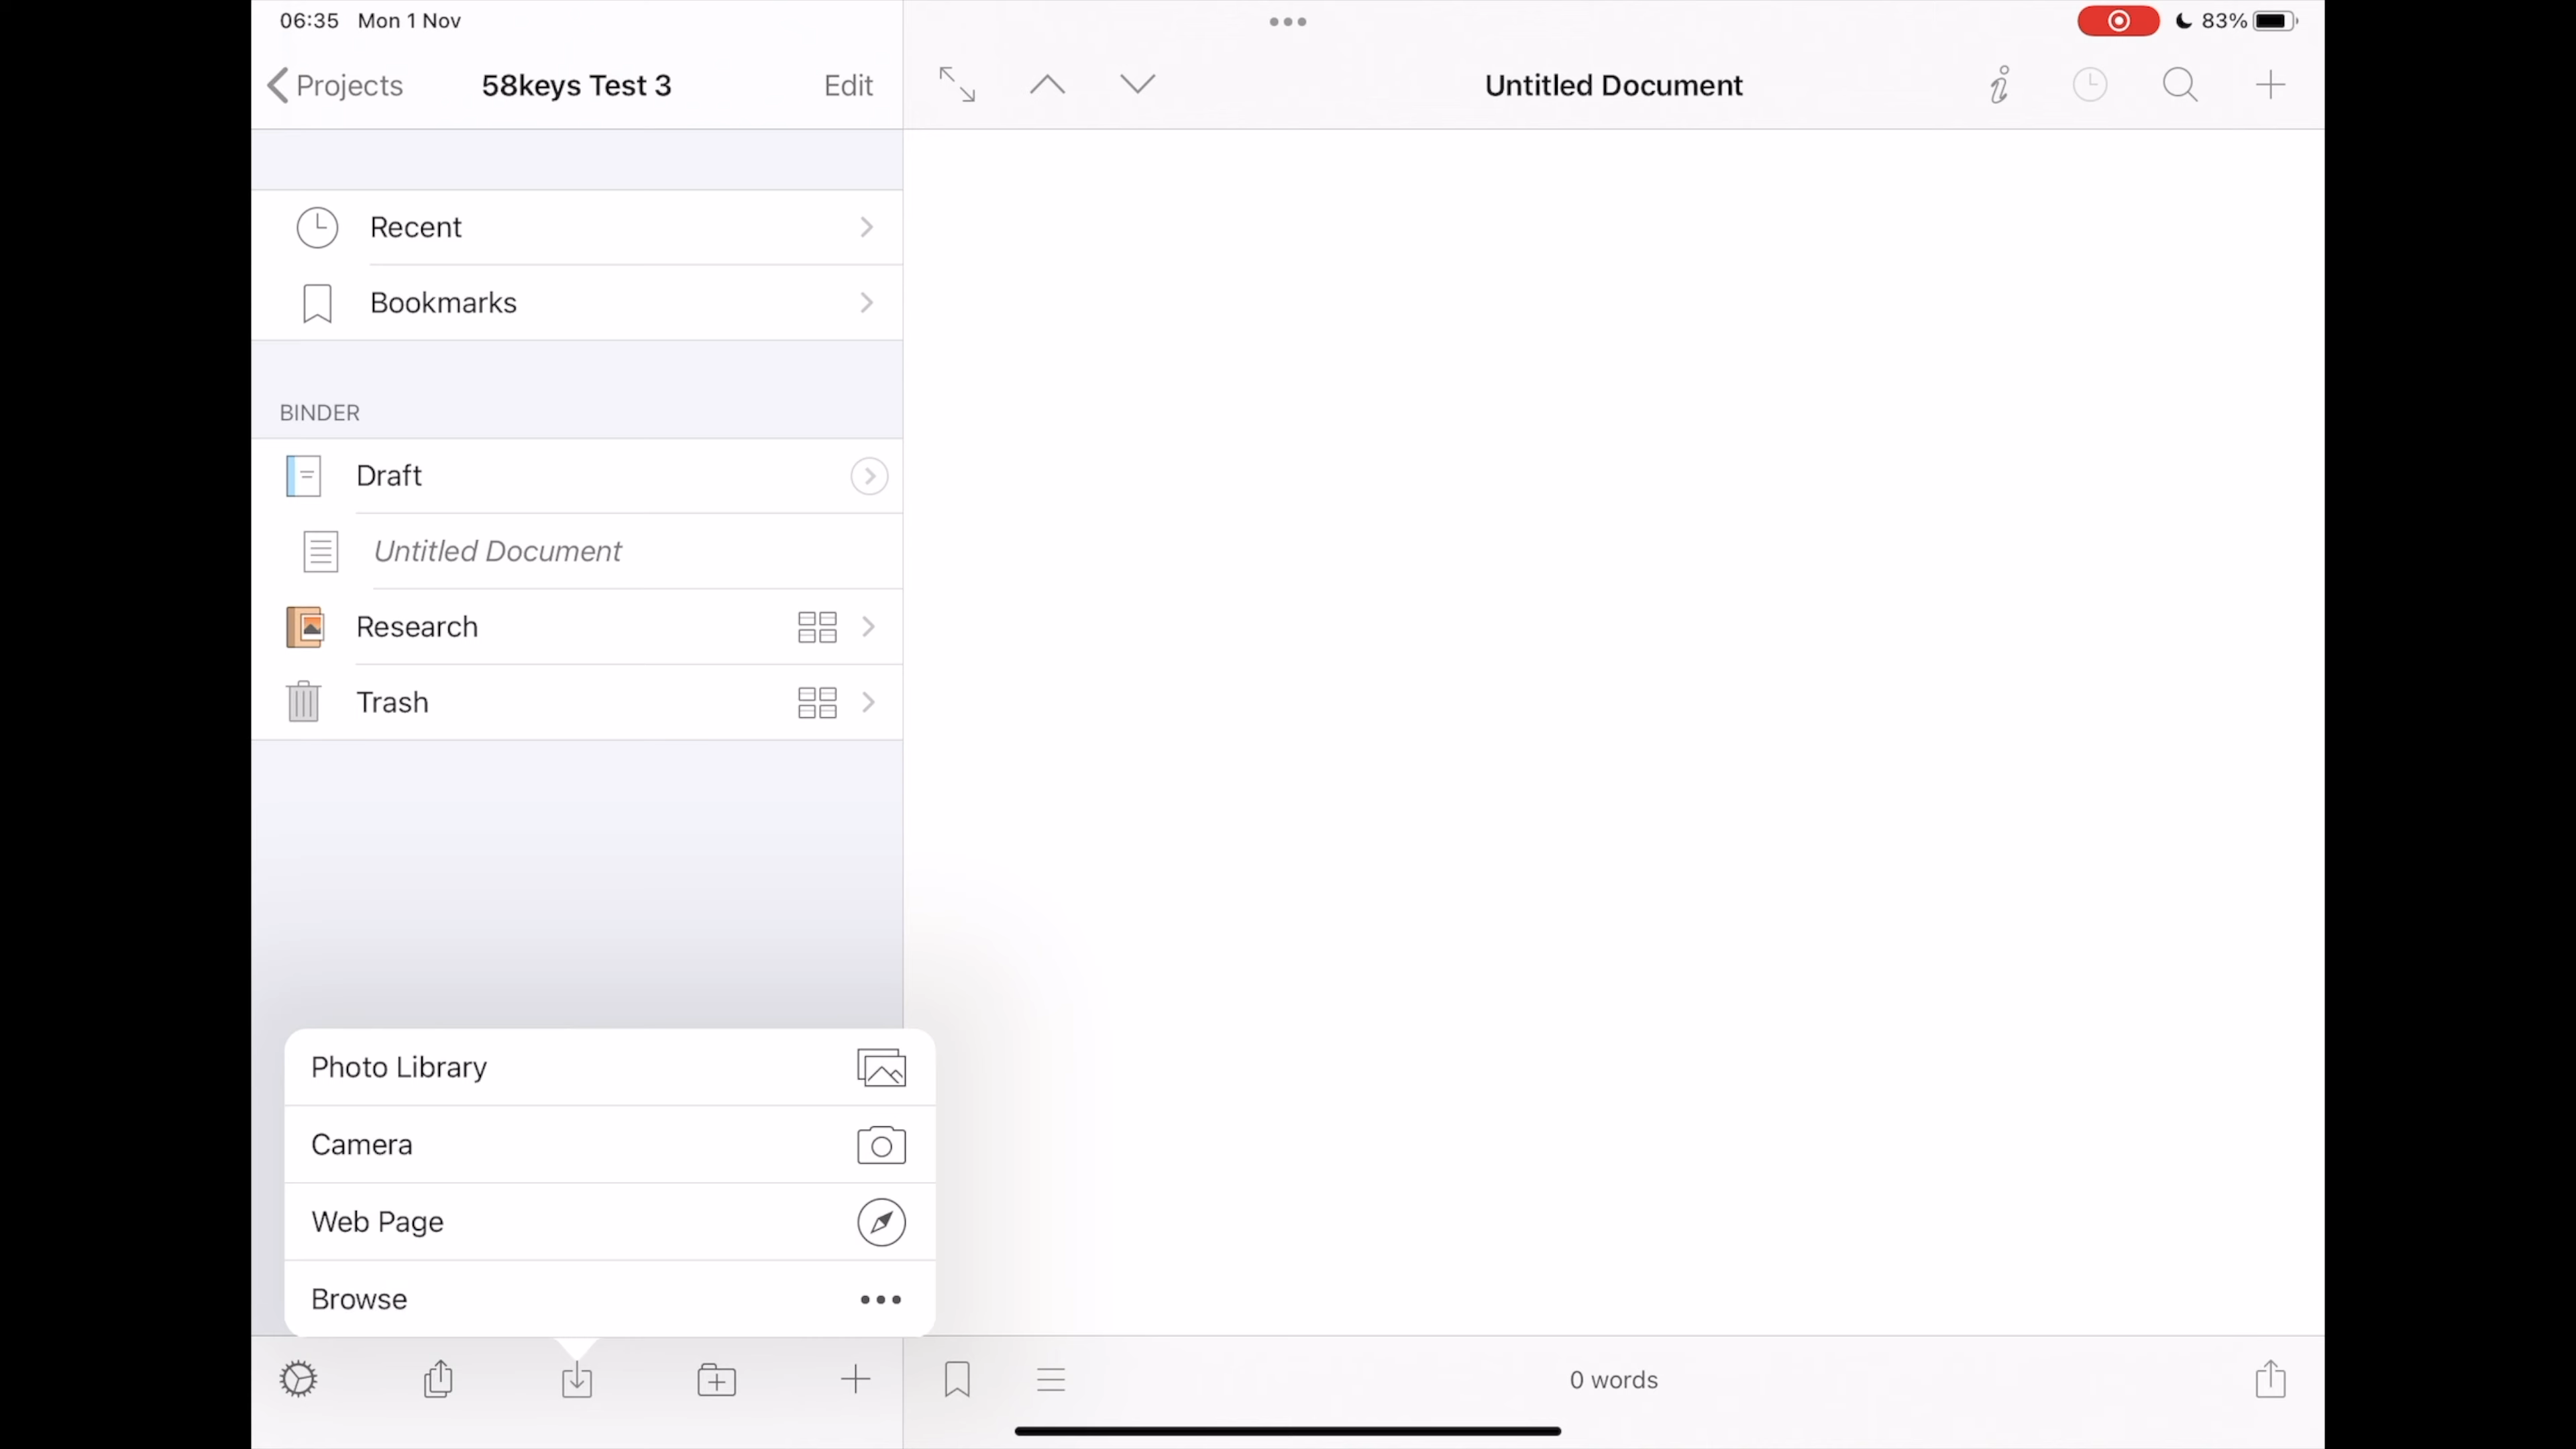 06:35 Mon 1 Nov
83%
Projects
58keys Test 3
Edit
Untitled Document
Recent
Bookmarks
BINDER
Draft
Untitled Document
Research
Trash
Photo Library
Camera
Web Page
Browse
0 words